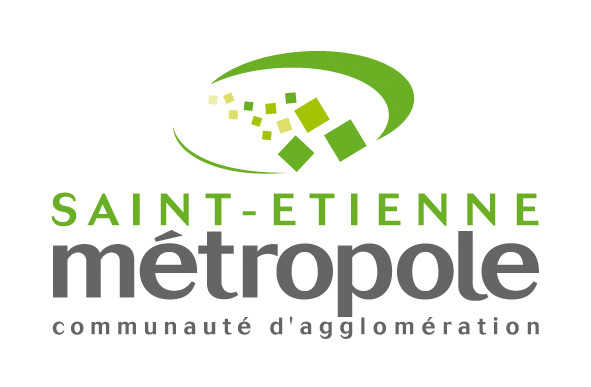 SAINT-ETIENNE
métropole
communauté d'agglomération